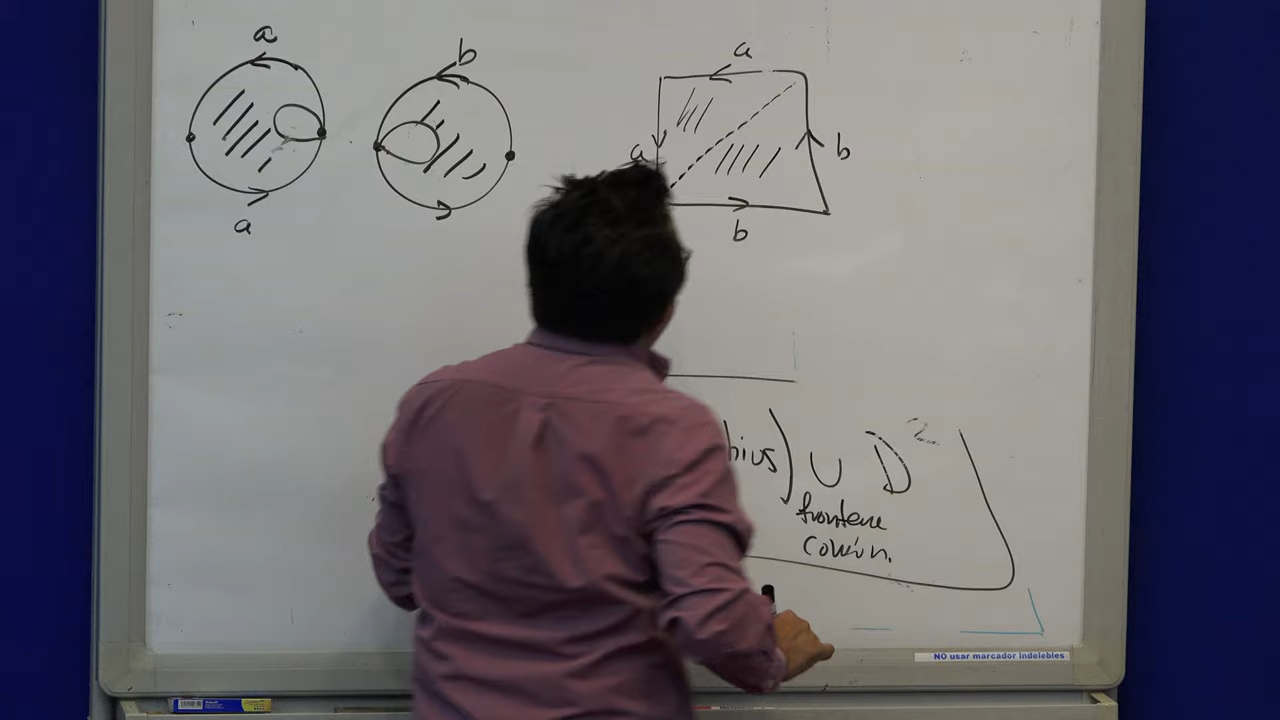 a
a
b
a
a
b
b
bius) ∪ D²
frontera
común.
NO usar marcador indelebles